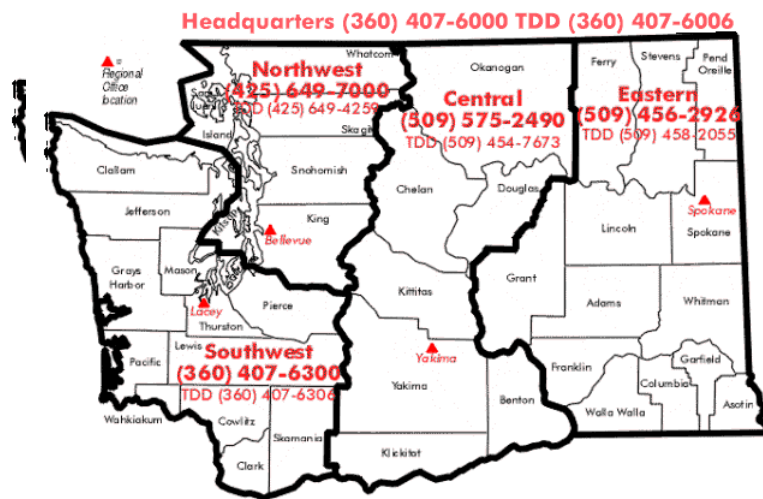 Headquarters (360) 407-6000 TDD (360) 407-6006
▲ =
Regional
Office
location
Whatcom
Northwest
(425) 649-7000
TDD (425) 649-4259
San
Juan
Skagit
Island
Snohomish
King
Kitsap
Bellevue
Okanogan
Central
(509) 575-2490
TDD (509) 454-7673
Chelan
Douglas
Kittitas
Yakima
Yakima
Benton
Klickitat
Ferry
Stevens
Pend
Oreille
Eastern
(509) 456-2926
TDD (509) 458-2055
Spokane
Spokane
Lincoln
Grant
Adams
Whitman
Franklin
Garfield
Columbia
Walla Walla
Asotin
Clallam
Jefferson
Grays
Harbor
Mason
Lacey
Thurston
Pierce
Pacific
Lewis
Southwest
(360) 407-6300
TDD (360) 407-6306
Wahkiakum
Cowlitz
Skamania
Clark